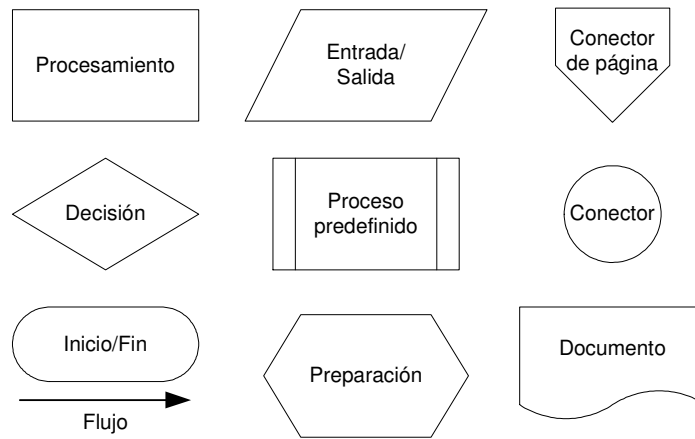 Procesamiento
Entrada/
Salida
Conector
de página
Decisión
Proceso
predefinido
Conector
Inicio/Fin
Preparación
Documento
Flujo